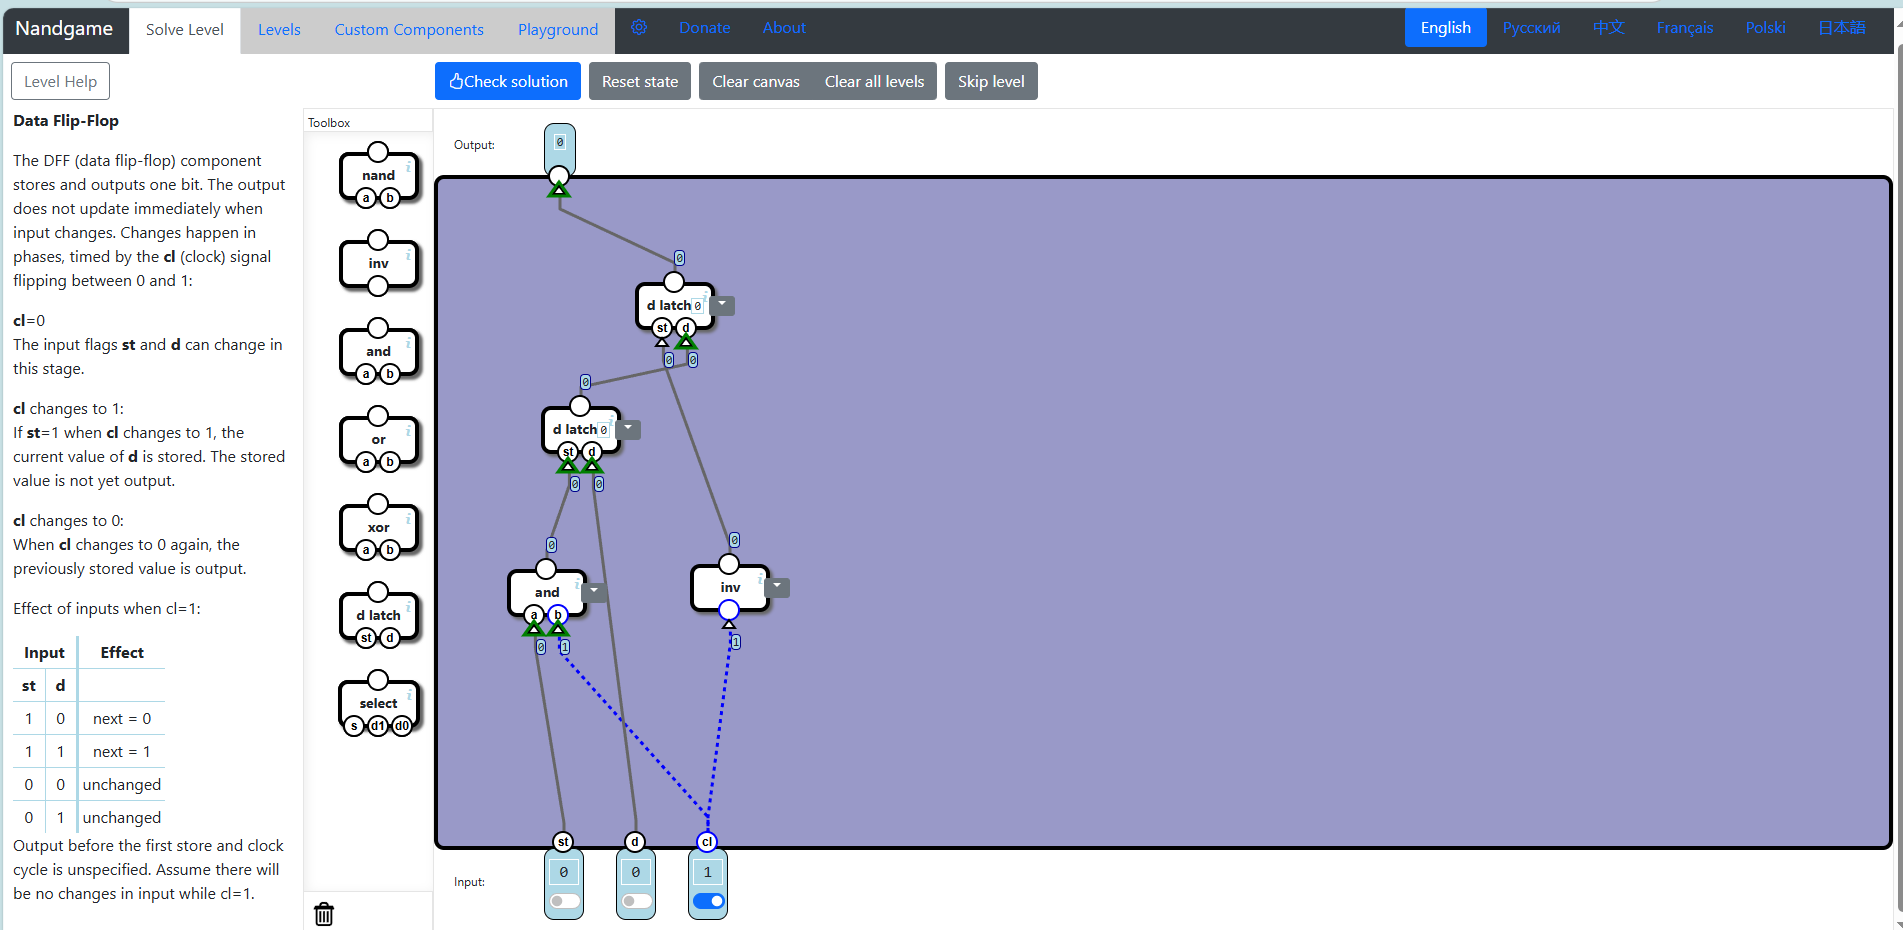 Nandgame
Solve Level
Levels
Custom Components
Playground
Donate
About
English
Русский
中文
Français
Polski
日本語
Level Help
Check solution
Reset state
Clear canvas
Clear all levels
Skip level
Data Flip-Flop
The DFF (data flip-flop) component
stores and outputs one bit. The output
does not update immediately when
input changes. Changes happen in
phases, timed by the cl (clock) signal
flipping between 0 and 1:
cl=0
The input flags st and d can change in
this stage.
cl changes to 1:
If st=1 when cl changes to 1, the
current value of d is stored. The stored
value is not yet output.
cl changes to 0:
When cl changes to 0 again, the
previously stored value is output.
Effect of inputs when cl=1:
Input Effect
st d
1 0 next = 0
1 1 next = 1
0 0 unchanged
0 1 unchanged
Output before the first store and clock
cycle is unspecified. Assume there will
be no changes in input while cl=1.
Toolbox
i
nand
a b
i
inv
i
and
a b
i
or
a b
i
xor
a b
i
d latch
st d
i
select
s d1 d0
Output:
0
0
i
d latch 0
st d
0 0
0
i
d latch 0
st d
0 0
0
i
and
a b
0 1
0
i
inv
1
st d cl
Input:
0 0 1